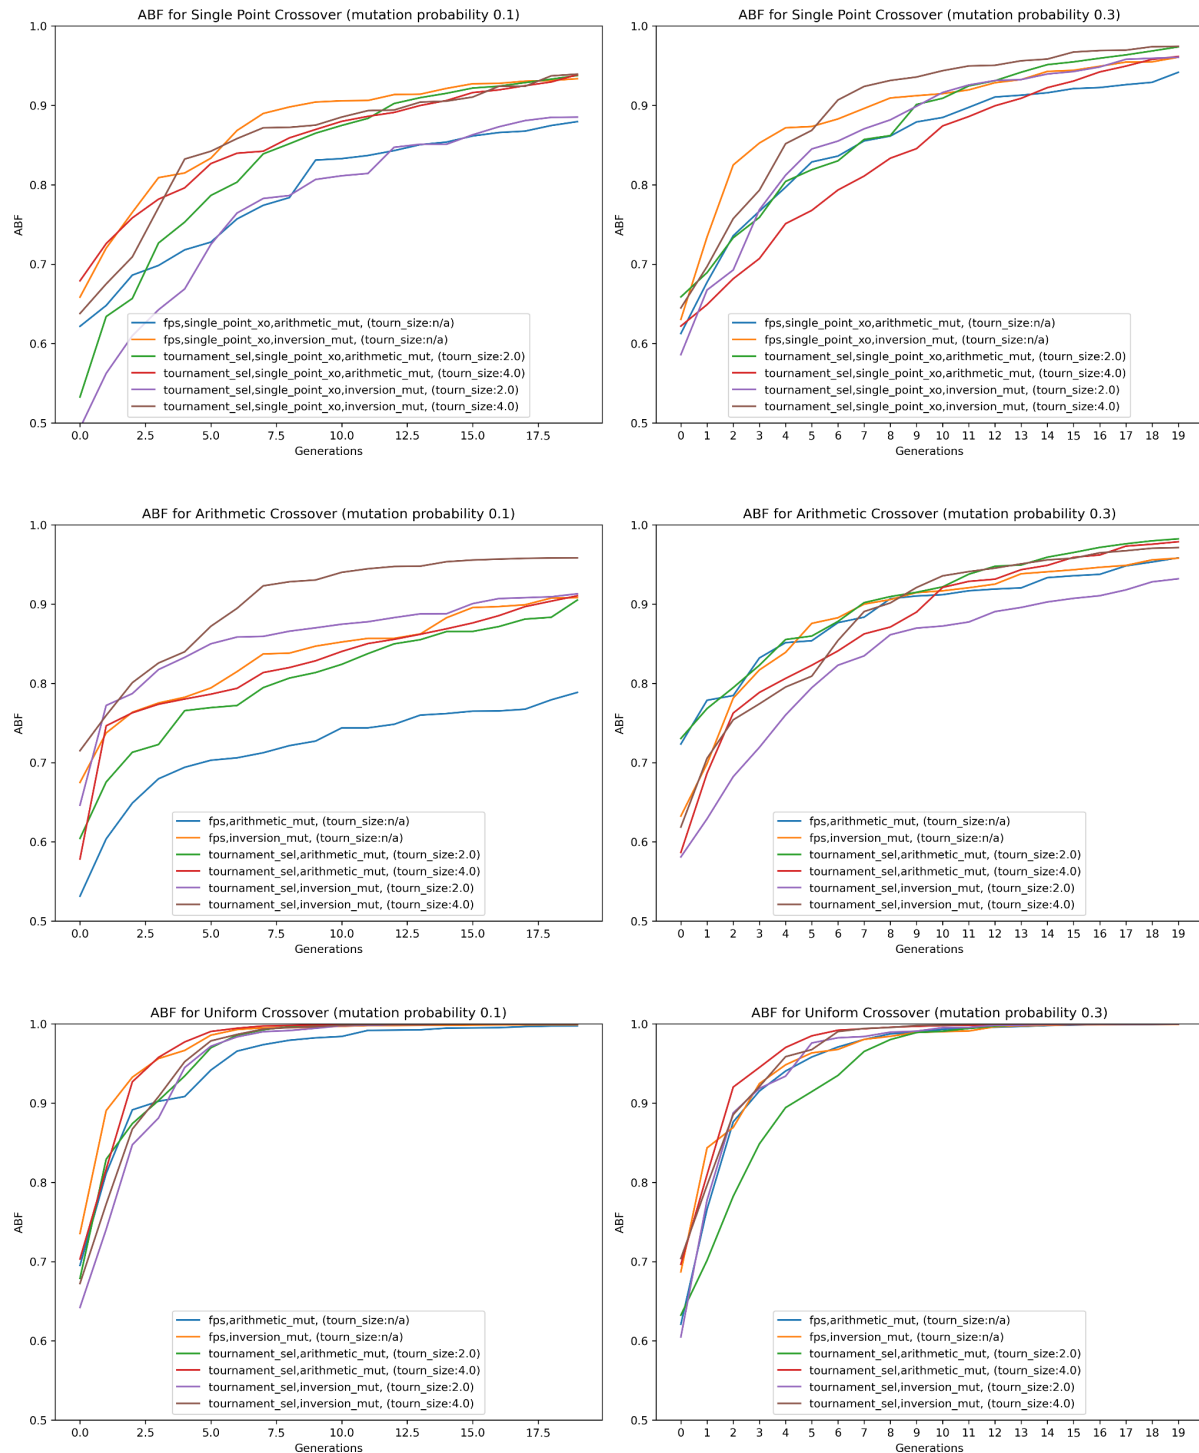 ABF for Single Point Crossover (mutation probability 0.1)
1.0
0.9
0.8
0.7
0.6
0.5
ABF
fps,single_point_xo,arithmetic_mut, (tourn_size:n/a)
fps,single_point_xo,inversion_mut, (tourn_size:n/a)
tournament_sel,single_point_xo,arithmetic_mut, (tourn_size:2.0)
tournament_sel,single_point_xo,arithmetic_mut, (tourn_size:4.0)
tournament_sel,single_point_xo,inversion_mut, (tourn_size:2.0)
tournament_sel,single_point_xo,inversion_mut, (tourn_size:4.0)
0.0 2.5 5.0 7.5 10.0 12.5 15.0 17.5
Generations
ABF for Single Point Crossover (mutation probability 0.3)
1.0
0.9
0.8
0.7
0.6
0.5
ABF
fps,single_point_xo,arithmetic_mut, (tourn_size:n/a)
fps,single_point_xo,inversion_mut, (tourn_size:n/a)
tournament_sel,single_point_xo,arithmetic_mut, (tourn_size:2.0)
tournament_sel,single_point_xo,arithmetic_mut, (tourn_size:4.0)
tournament_sel,single_point_xo,inversion_mut, (tourn_size:2.0)
tournament_sel,single_point_xo,inversion_mut, (tourn_size:4.0)
0 1 2 3 4 5 6 7 8 9 10 11 12 13 14 15 16 17 18 19
Generations
ABF for Arithmetic Crossover (mutation probability 0.1)
1.0
0.9
0.8
0.7
0.6
0.5
ABF
fps,arithmetic_mut, (tourn_size:n/a)
fps,inversion_mut, (tourn_size:n/a)
tournament_sel,arithmetic_mut, (tourn_size:2.0)
tournament_sel,arithmetic_mut, (tourn_size:4.0)
tournament_sel,inversion_mut, (tourn_size:2.0)
tournament_sel,inversion_mut, (tourn_size:4.0)
0.0 2.5 5.0 7.5 10.0 12.5 15.0 17.5
Generations
ABF for Arithmetic Crossover (mutation probability 0.3)
1.0
0.9
0.8
0.7
0.6
0.5
ABF
fps,arithmetic_mut, (tourn_size:n/a)
fps,inversion_mut, (tourn_size:n/a)
tournament_sel,arithmetic_mut, (tourn_size:2.0)
tournament_sel,arithmetic_mut, (tourn_size:4.0)
tournament_sel,inversion_mut, (tourn_size:2.0)
tournament_sel,inversion_mut, (tourn_size:4.0)
0 1 2 3 4 5 6 7 8 9 10 11 12 13 14 15 16 17 18 19
Generations
ABF for Uniform Crossover (mutation probability 0.1)
1.0
0.9
0.8
0.7
0.6
0.5
ABF
fps,arithmetic_mut, (tourn_size:n/a)
fps,inversion_mut, (tourn_size:n/a)
tournament_sel,arithmetic_mut, (tourn_size:2.0)
tournament_sel,arithmetic_mut, (tourn_size:4.0)
tournament_sel,inversion_mut, (tourn_size:2.0)
tournament_sel,inversion_mut, (tourn_size:4.0)
0.0 2.5 5.0 7.5 10.0 12.5 15.0 17.5
Generations
ABF for Uniform Crossover (mutation probability 0.3)
1.0
0.9
0.8
0.7
0.6
0.5
ABF
fps,arithmetic_mut, (tourn_size:n/a)
fps,inversion_mut, (tourn_size:n/a)
tournament_sel,arithmetic_mut, (tourn_size:2.0)
tournament_sel,arithmetic_mut, (tourn_size:4.0)
tournament_sel,inversion_mut, (tourn_size:2.0)
tournament_sel,inversion_mut, (tourn_size:4.0)
0 1 2 3 4 5 6 7 8 9 10 11 12 13 14 15 16 17 18 19
Generations